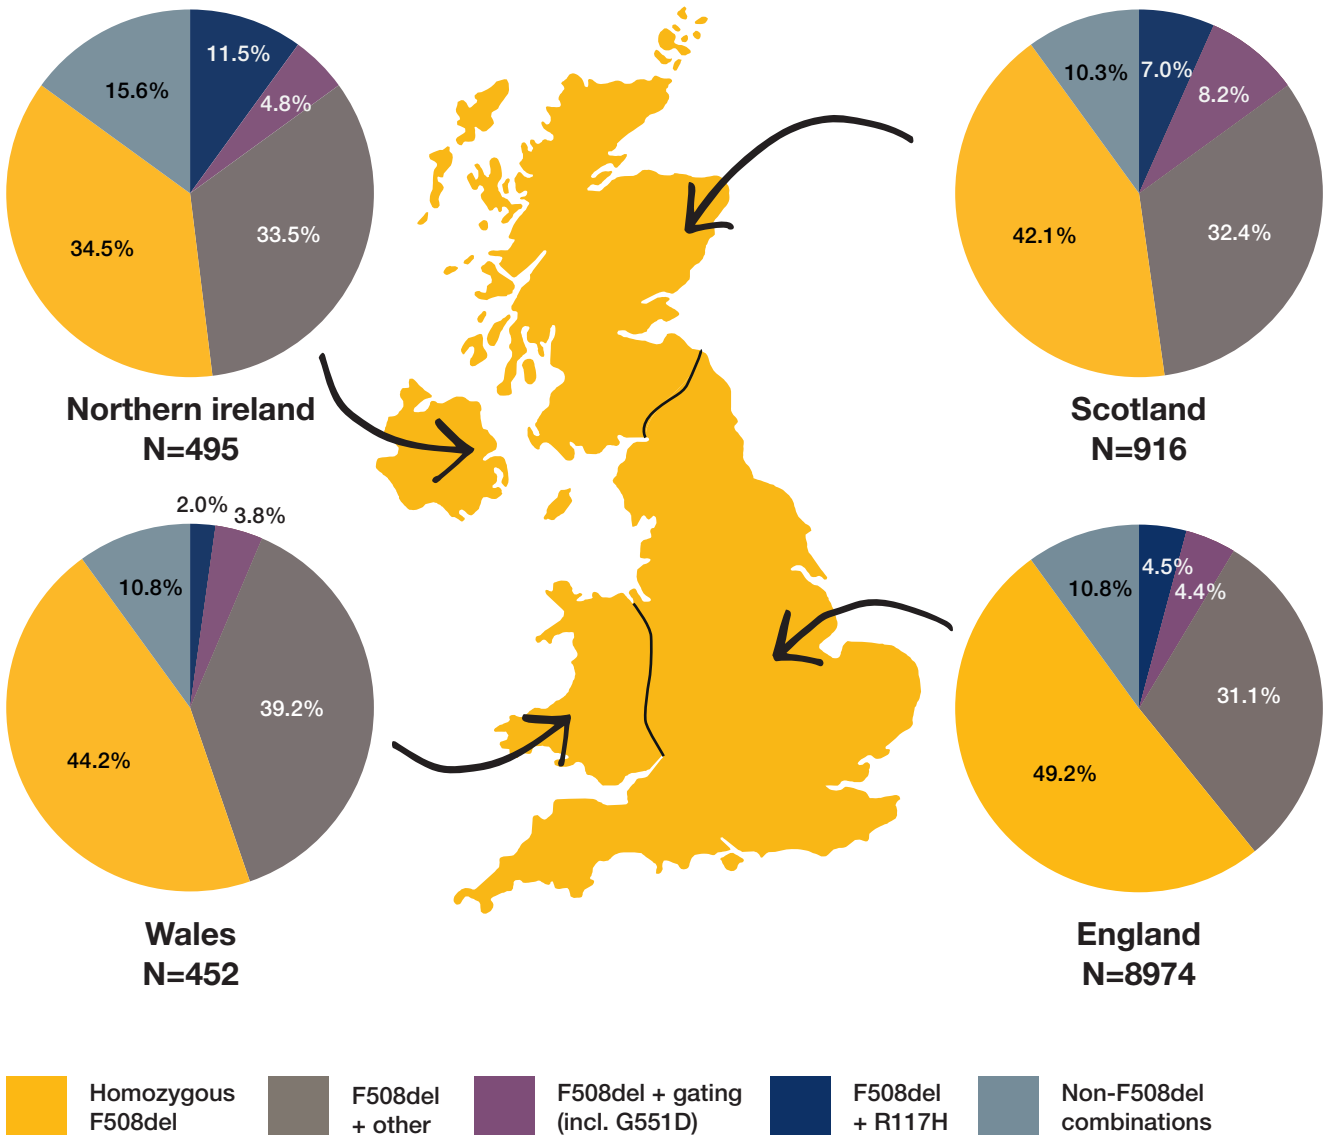 11.5%
4.8%
33.5%
34.5%
15.6%
Northern ireland
N=495
7.0%
8.2%
32.4%
42.1%
10.3%
Scotland
N=916
2.0%
3.8%
39.2%
44.2%
10.8%
Wales
N=452
4.5%
4.4%
31.1%
49.2%
10.8%
England
N=8974
Homozygous
F508del
F508del
+ other
F508del + gating
(incl. G551D)
F508del
+ R117H
Non-F508del
combinations